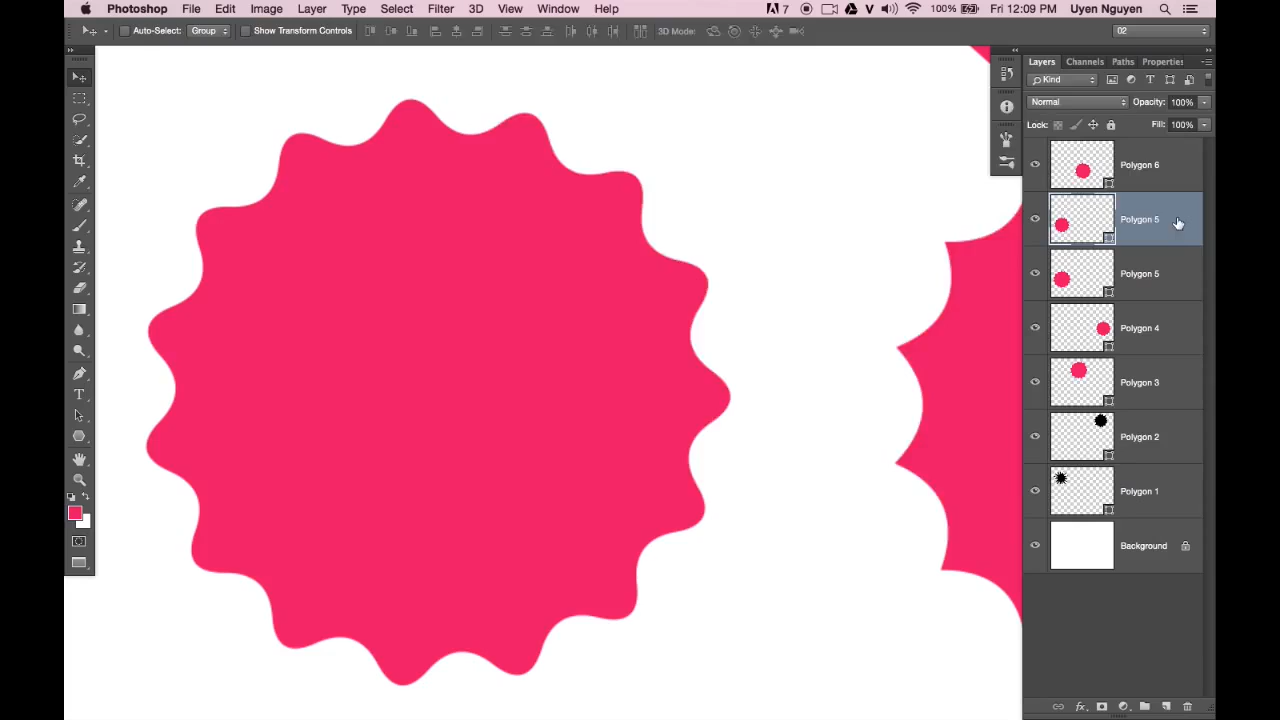 Photoshop File Edit Image Layer Type Select Filter 3D View Window Help 7 V 100% Fri 12:09 PM Uyen Nguyen
Auto-Select: Group Show Transform Controls 3D Mode: 02
Layers Channels Paths Properties
Kind
Normal Opacity: 100%
Lock: Fill: 100%
Polygon 6
Polygon 5
Polygon 5
Polygon 4
Polygon 3
Polygon 2
Polygon 1
Background